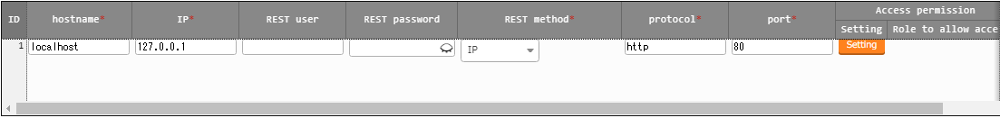 ID hostname* IP* REST user REST password REST method* protocol* port* Access permission
Setting Role to allow acce
1 localhost 127.0.0.1 IP http 80 Setting